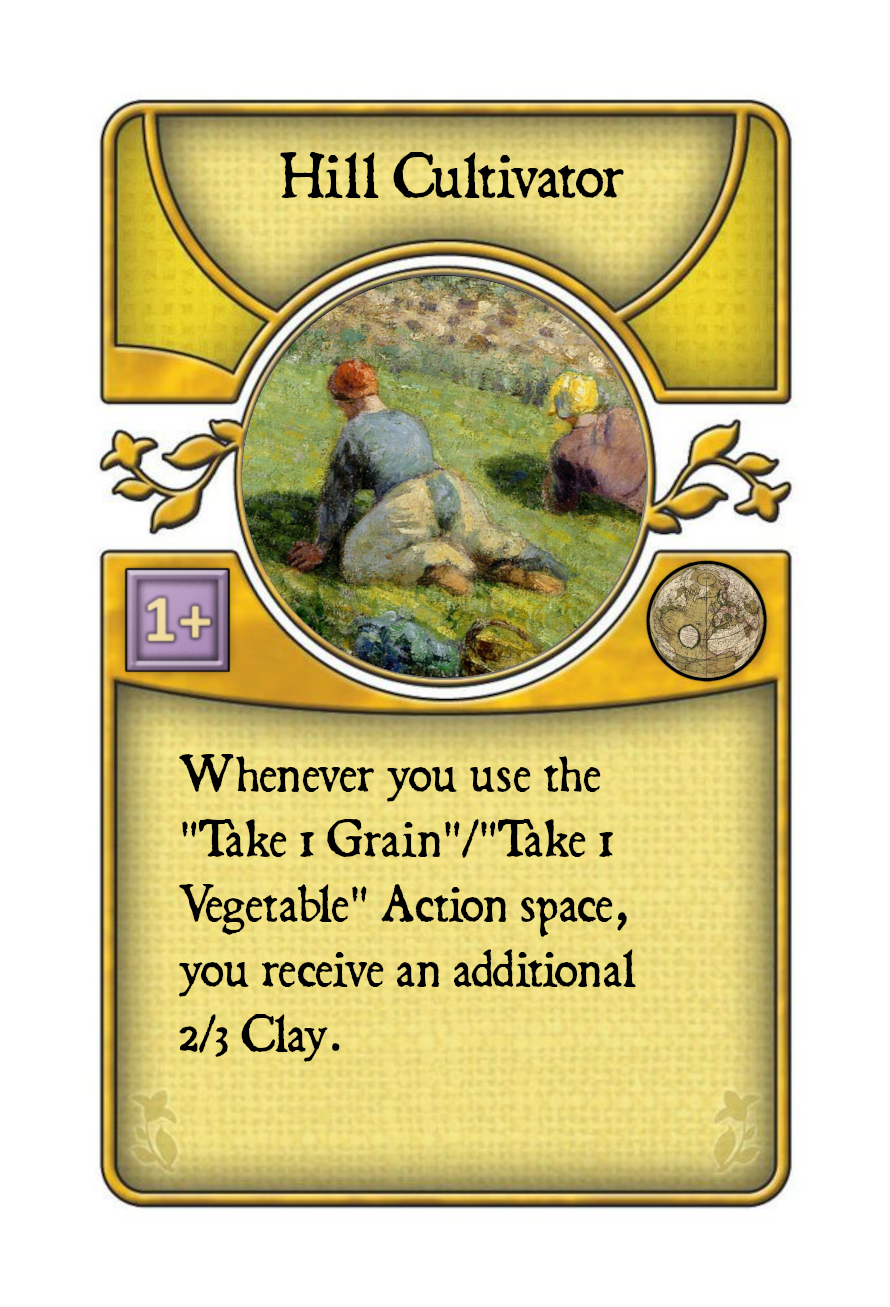 Hill Cultivator
1+
Whenever you use the
"Take 1 Grain"/"Take 1
Vegetable" Action space,
you receive an additional
2/3 Clay.